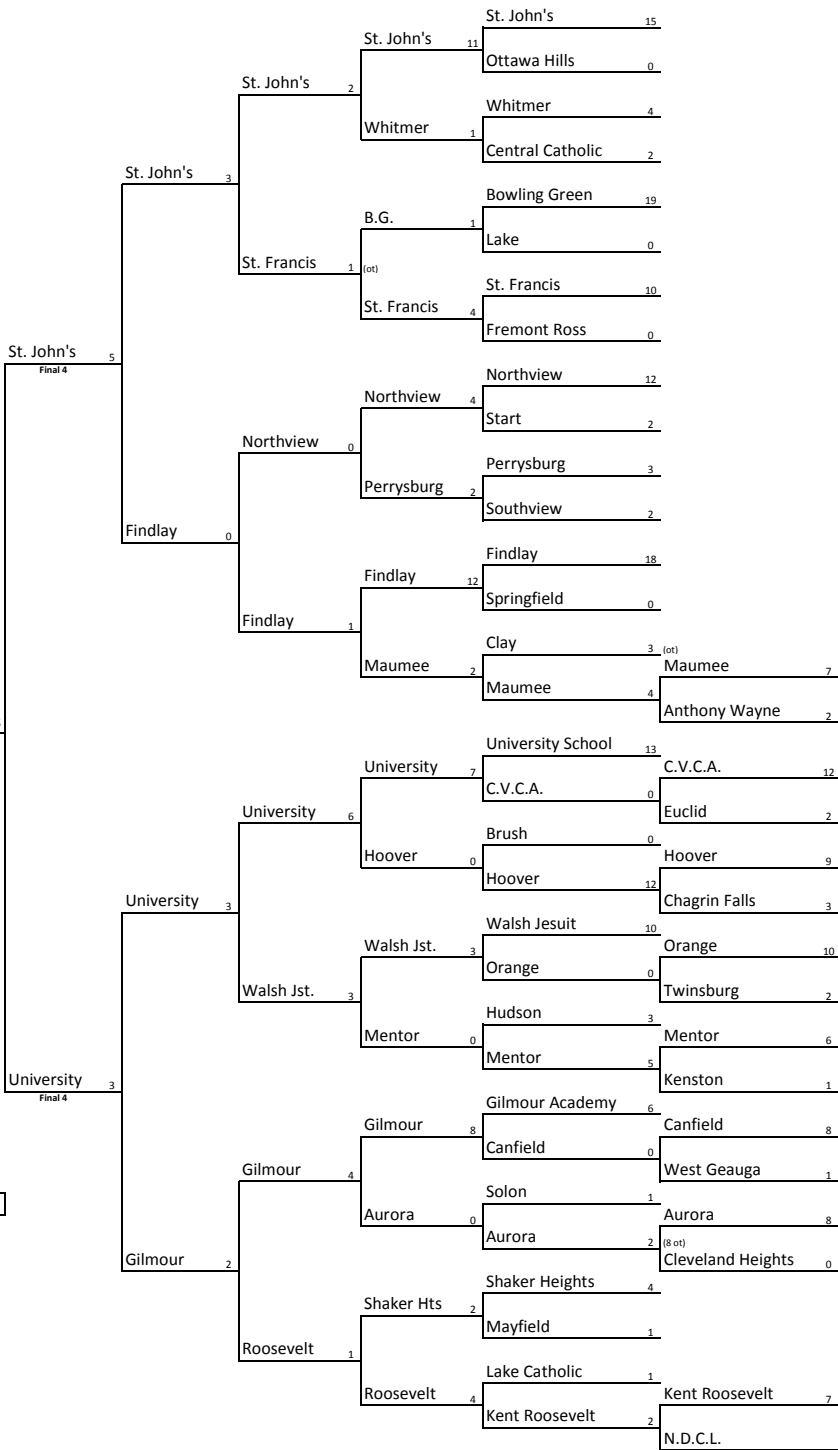 St. John's 15
St. John's 11
Ottawa Hills 0
St. John's 2
Whitmer 4
Whitmer 1
Central Catholic 2
St. John's 3
Bowling Green 19
B.G. 1
Lake 0
St. Francis 1 (ot)
St. Francis 10
St. Francis 4
Fremont Ross 0
St. John's 5
Final 4
Northview 12
Northview 4
Start 2
Northview 0
Perrysburg 3
Perrysburg 2
Southview 2
Findlay 0
Findlay 18
Findlay 12
Springfield 0
Findlay 1
Clay 3 (ot)
Maumee 2
Maumee 7
Maumee 4
Anthony Wayne 2
University School 13
University 7
C.V.C.A. 12
C.V.C.A. 0
University 6
Euclid 2
Brush 0
Hoover 0
Hoover 9
Hoover 12
University 3
Chagrin Falls 3
Walsh Jesuit 10
Walsh Jst. 3
Orange 10
Orange 0
Walsh Jst. 3
Twinsburg 2
Hudson 3
Mentor 0
Mentor 6
Mentor 5
University 3
Final 4
Kenston 1
Gilmour Academy 6
Gilmour 8
Canfield 8
Canfield 0
Gilmour 4
West Geauga 1
Solon 1
Aurora 0
Aurora 8
Aurora 2 (8 ot)
Gilmour 2
Cleveland Heights 0
Shaker Heights 4
Shaker Hts 2
Mayfield 1
Roosevelt 1
Lake Catholic 1
Roosevelt 4
Kent Roosevelt 7
Kent Roosevelt 2
N.D.C.L.